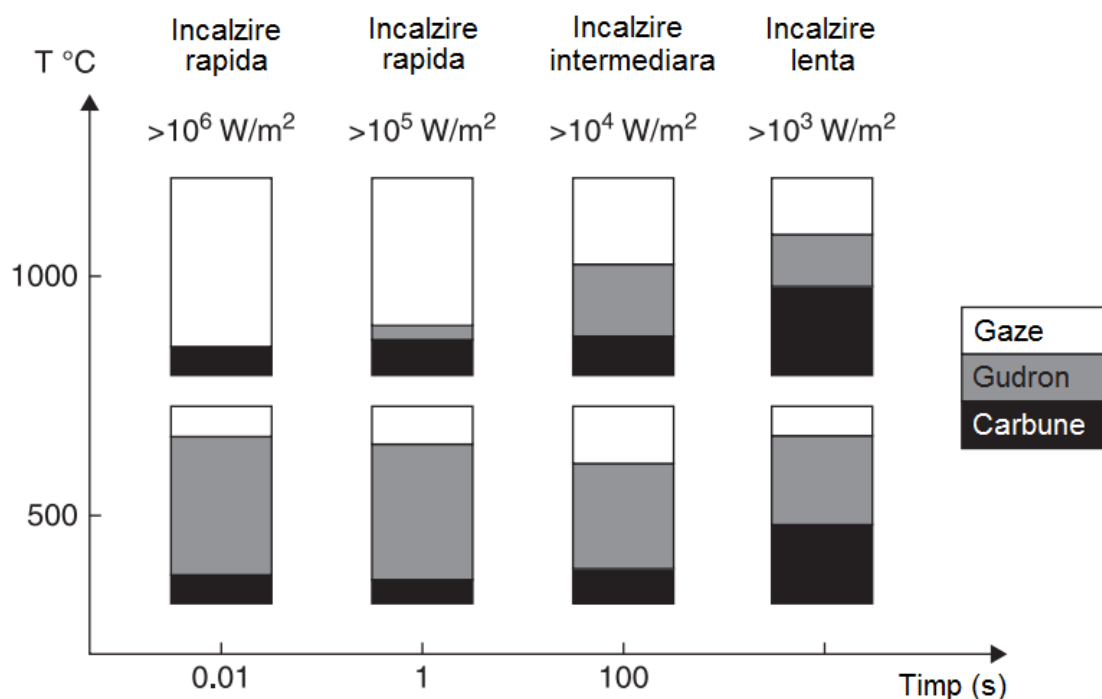 Incalzire
rapida
Incalzire
rapida
Incalzire
intermediara
Incalzire
lenta
T °C
>10⁶ W/m²
>10⁵ W/m²
>10⁴ W/m²
>10³ W/m²
1000
500
Gaze
Gudron
Carbune
0.01
1
100
Timp (s)